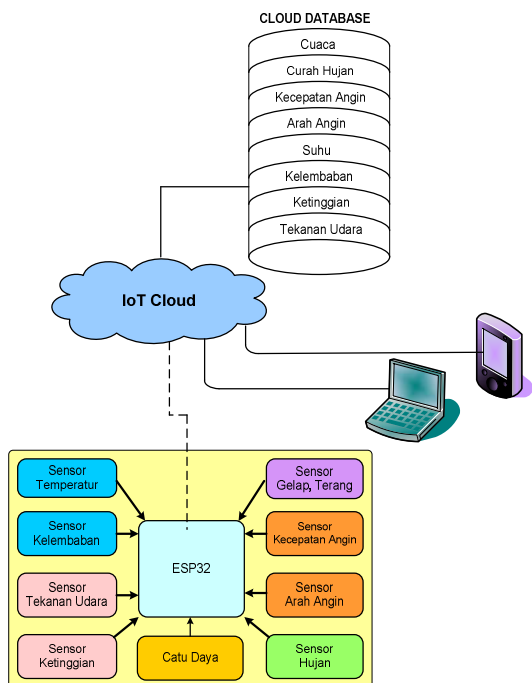 CLOUD DATABASE
Cuaca
Curah Hujan
Kecepatan Angin
Arah Angin
Suhu
Kelembaban
Ketinggian
Tekanan Udara
IoT Cloud
Sensor
Temperatur
Sensor
Gelap, Terang
Sensor
Kelembaban
Sensor
Kecepatan Angin
ESP32
Sensor
Tekanan Udara
Sensor
Arah Angin
Sensor
Ketinggian
Catu Daya
Sensor
Hujan